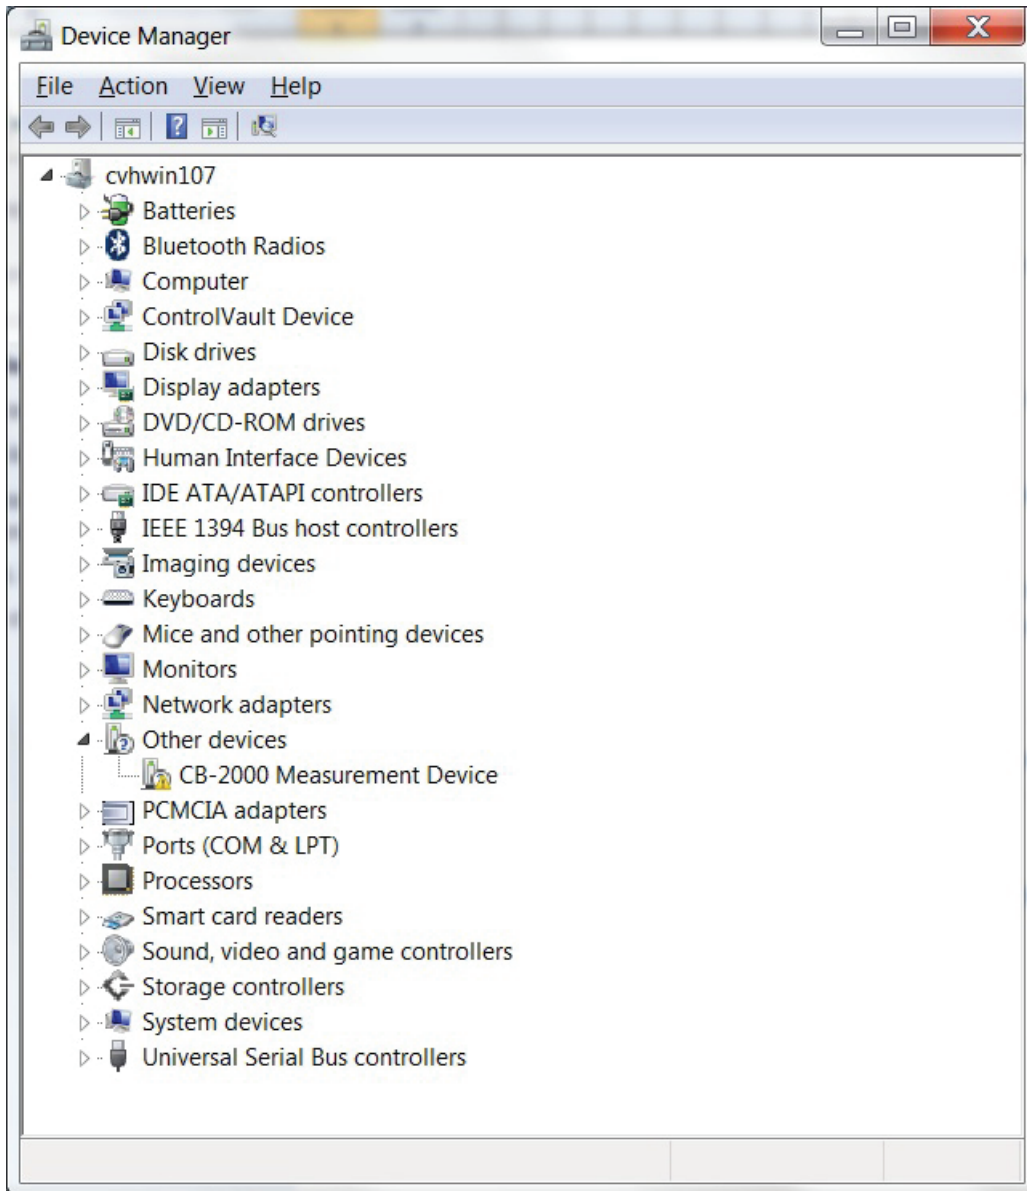 Device Manager
File Action View Help
cvhwin107
Batteries
Bluetooth Radios
Computer
ControlVault Device
Disk drives
Display adapters
DVD/CD-ROM drives
Human Interface Devices
IDE ATA/ATAPI controllers
IEEE 1394 Bus host controllers
Imaging devices
Keyboards
Mice and other pointing devices
Monitors
Network adapters
Other devices
CB-2000 Measurement Device
PCMCIA adapters
Ports (COM & LPT)
Processors
Smart card readers
Sound, video and game controllers
Storage controllers
System devices
Universal Serial Bus controllers